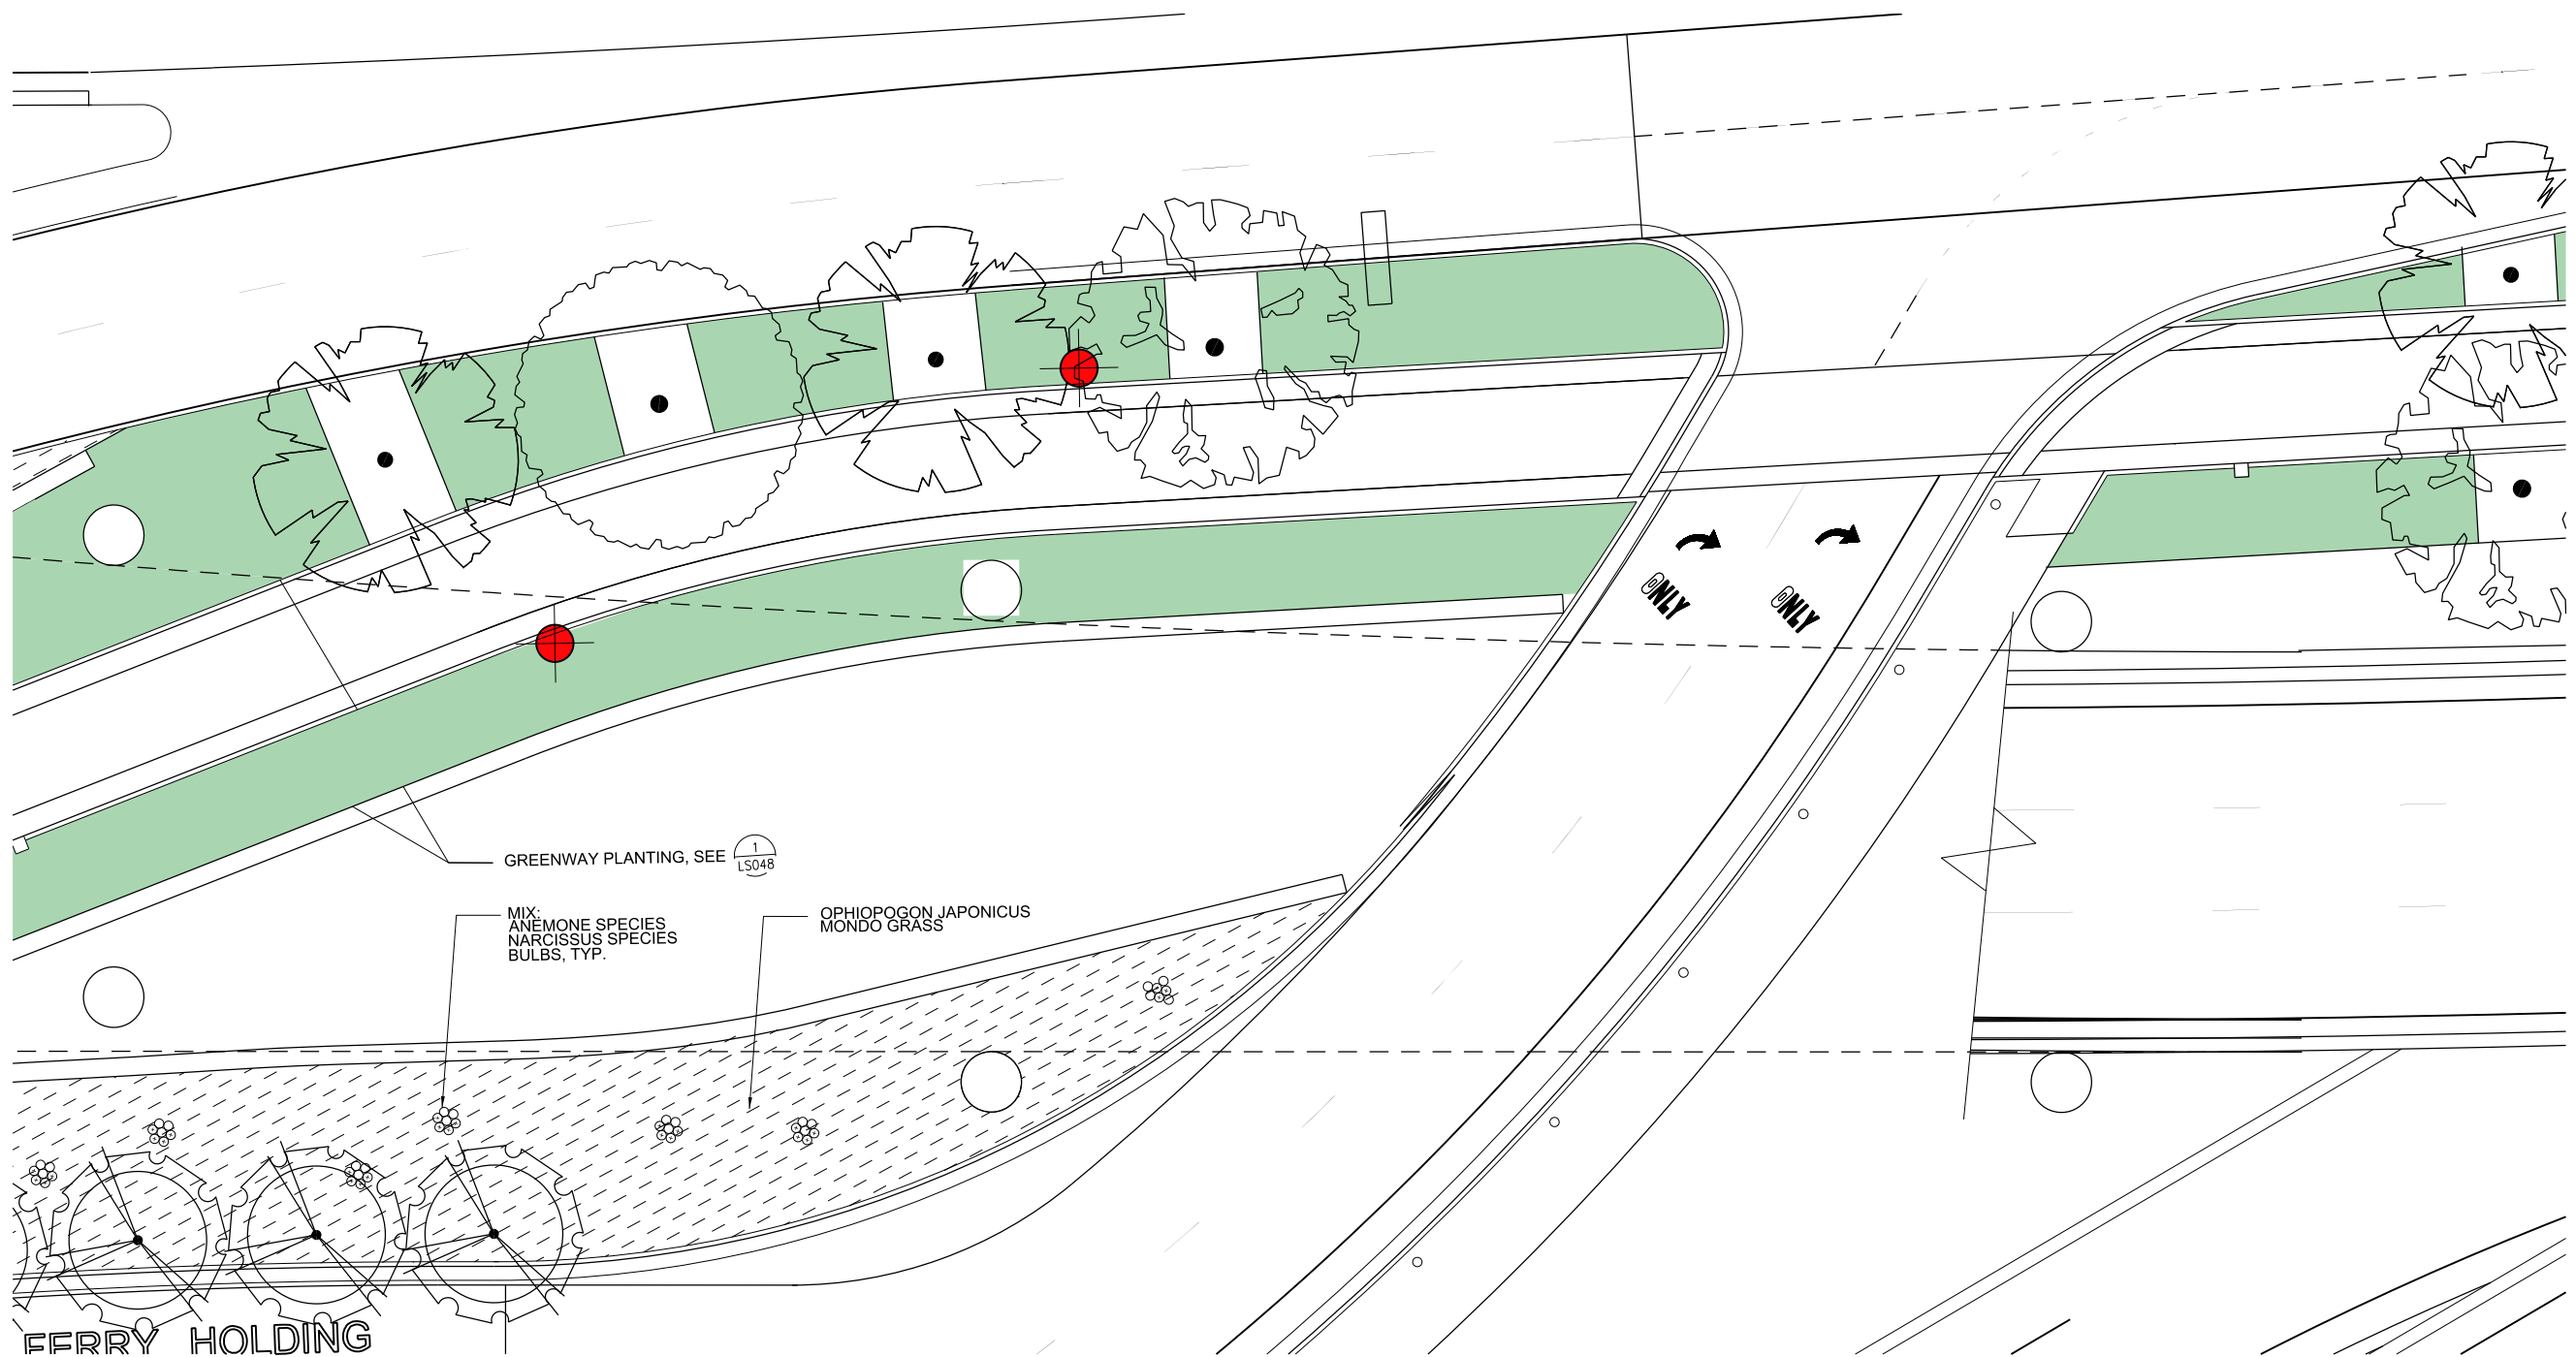 ONLY
ONLY
GREENWAY PLANTING, SEE 1
LS048
MIX:
ANEMONE SPECIES
NARCISSUS SPECIES
BULBS, TYP.
OPHIOPOGON JAPONICUS
MONDO GRASS
FERRY HOLDING